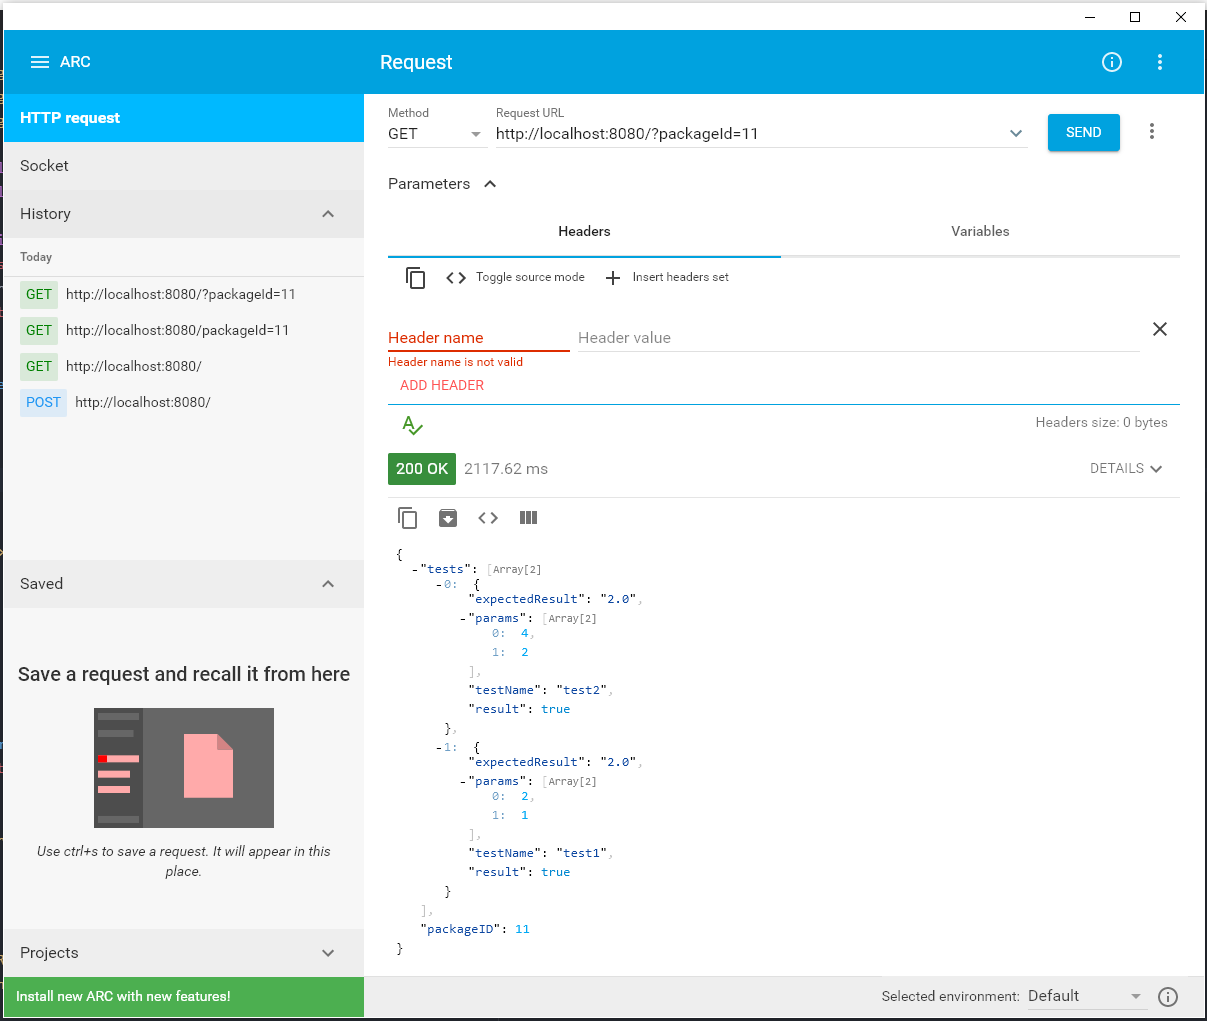 ARC
Request
HTTP request
Socket
History
Today
GET http://localhost:8080/?packageId=11
GET http://localhost:8080/packageId=11
GET http://localhost:8080/
POST http://localhost:8080/
Saved
Save a request and recall it from here
Use ctrl+s to save a request. It will appear in this
place.
Projects
Install new ARC with new features!
Method
Request URL
GET
http://localhost:8080/?packageId=11
SEND
Parameters
Headers
Variables
Toggle source mode
Insert headers set
Header name
Header value
Header name is not valid
ADD HEADER
Headers size: 0 bytes
200 OK
2117.62 ms
DETAILS
{
-"tests": [Array[2]
-0: {
"expectedResult": "2.0",
-"params": [Array[2]
0: 4,
1: 2
],
"testName": "test2",
"result": true
},
-1: {
"expectedResult": "2.0",
-"params": [Array[2]
0: 2,
1: 1
],
"testName": "test1",
"result": true
}
],
"packageID": 11
}
Selected environment: Default